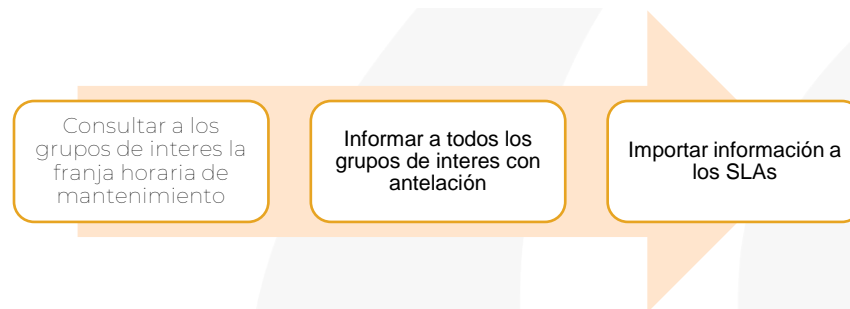 Consultar a los
grupos de interes la
franja horaria de
mantenimiento
Informar a todos los
grupos de interes con
antelación
Importar información a
los SLAs